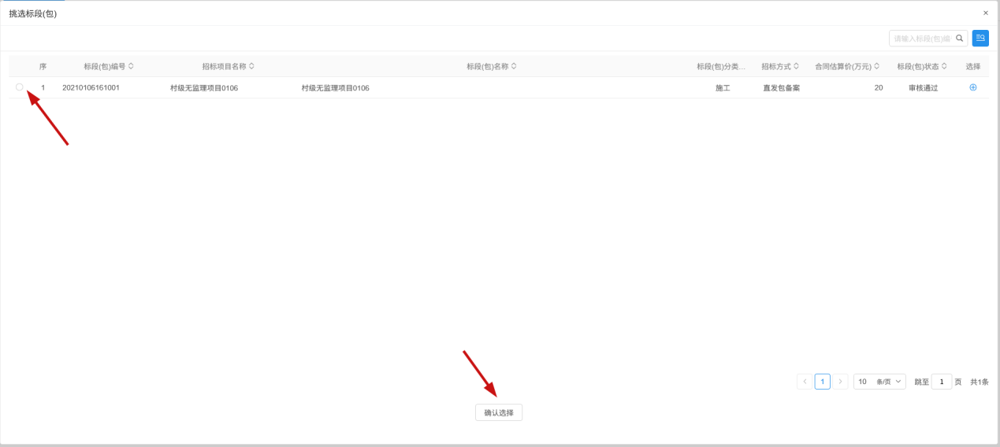 挑选标段(包)
×
请输入标段(包)编
序 标段(包)编号 招标项目名称 标段(包)名称 标段(包)分类... 招标方式 合同估算价(万元) 标段(包)状态 选择
1 20210106161001 村级无监理项目0106 村级无监理项目0106 施工 直发包备案 20 审核通过
< 1 > 10 条/页 跳至 1 页 共1条
确认选择